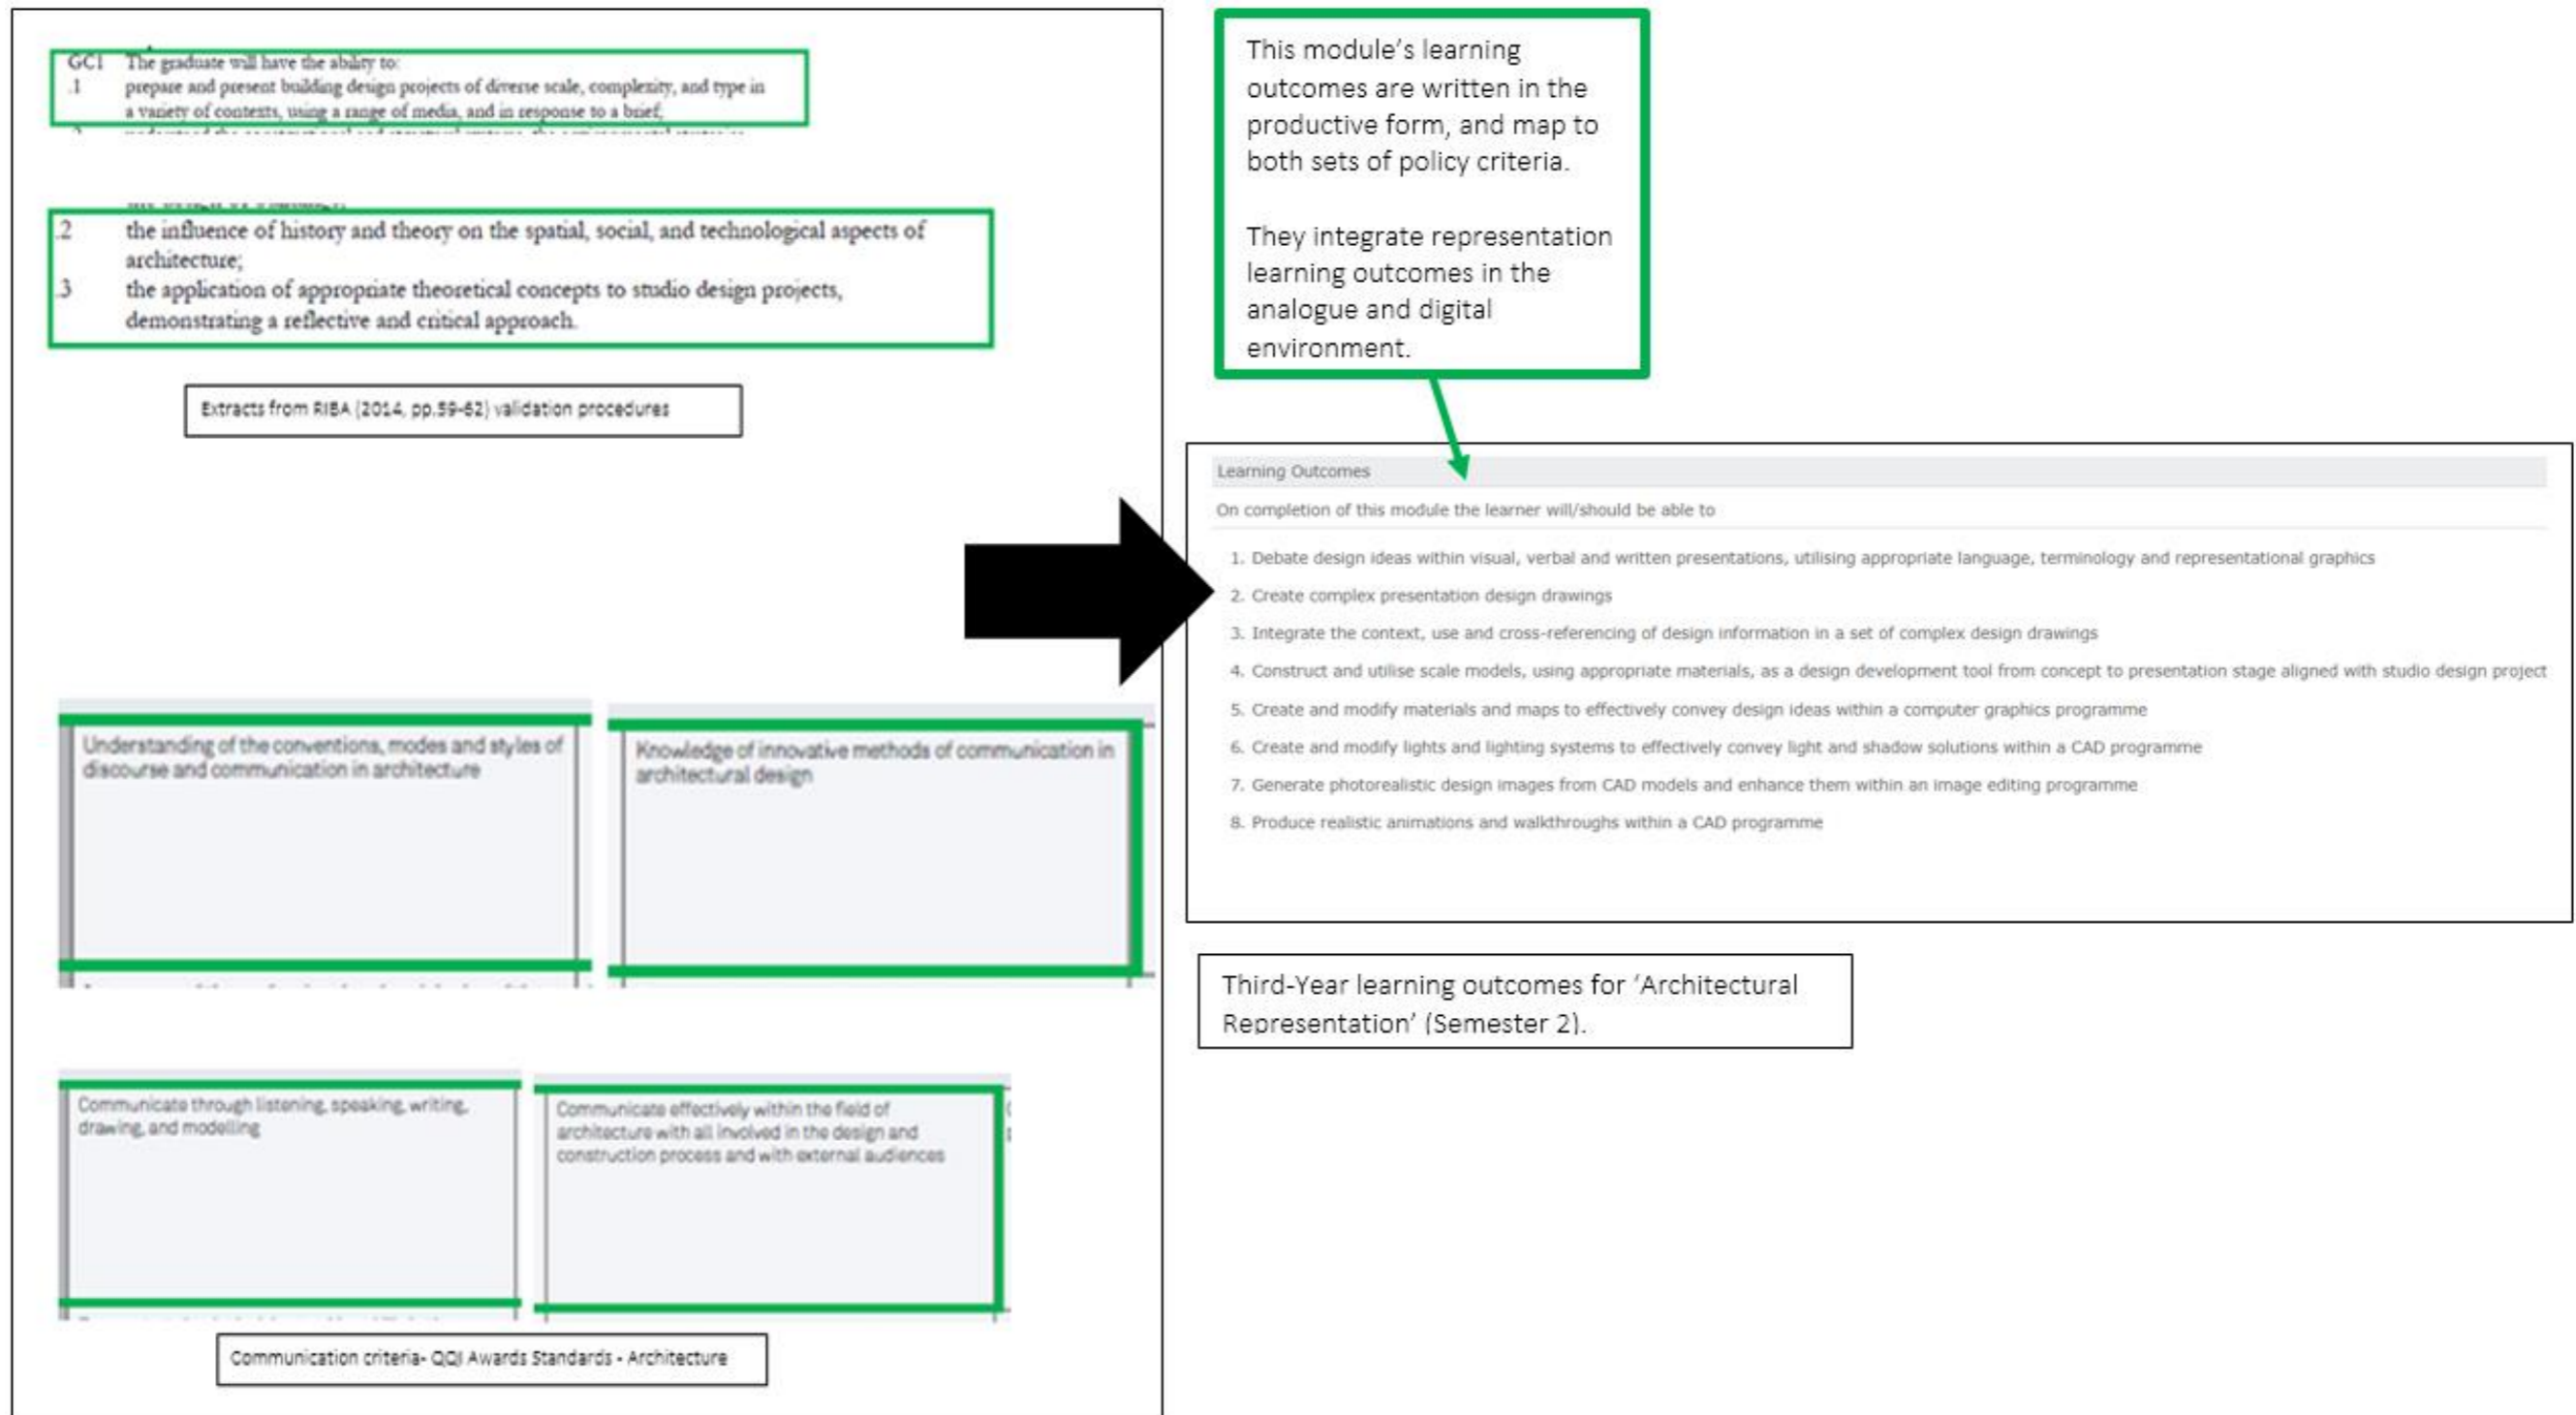 GC1 The graduate will have the ability to:
.1 prepare and present building design projects of diverse scale, complexity, and type in
a variety of contexts, using a range of media, and in response to a brief;
.2 the influence of history and theory on the spatial, social, and technological aspects of
architecture;
.3 the application of appropriate theoretical concepts to studio design projects,
demonstrating a reflective and critical approach.
Extracts from RIBA (2014, pp.59-62) validation procedures
Understanding of the conventions, modes and styles of
discourse and communication in architecture
Knowledge of innovative methods of communication in
architectural design
Communicate through listening, speaking, writing,
drawing, and modelling
Communicate effectively within the field of
architecture with all involved in the design and
construction process and with external audiences
Communication criteria- QQI Awards Standards - Architecture
This module’s learning
outcomes are written in the
productive form, and map to
both sets of policy criteria.
They integrate representation
learning outcomes in the
analogue and digital
environment.
Learning Outcomes
On completion of this module the learner will/should be able to
1. Debate design ideas within visual, verbal and written presentations, utilising appropriate language, terminology and representational graphics
2. Create complex presentation design drawings
3. Integrate the context, use and cross-referencing of design information in a set of complex design drawings
4. Construct and utilise scale models, using appropriate materials, as a design development tool from concept to presentation stage aligned with studio design project
5. Create and modify materials and maps to effectively convey design ideas within a computer graphics programme
6. Create and modify lights and lighting systems to effectively convey light and shadow solutions within a CAD programme
7. Generate photorealistic design images from CAD models and enhance them within an image editing programme
8. Produce realistic animations and walkthroughs within a CAD programme
Third-Year learning outcomes for ‘Architectural
Representation’ (Semester 2).